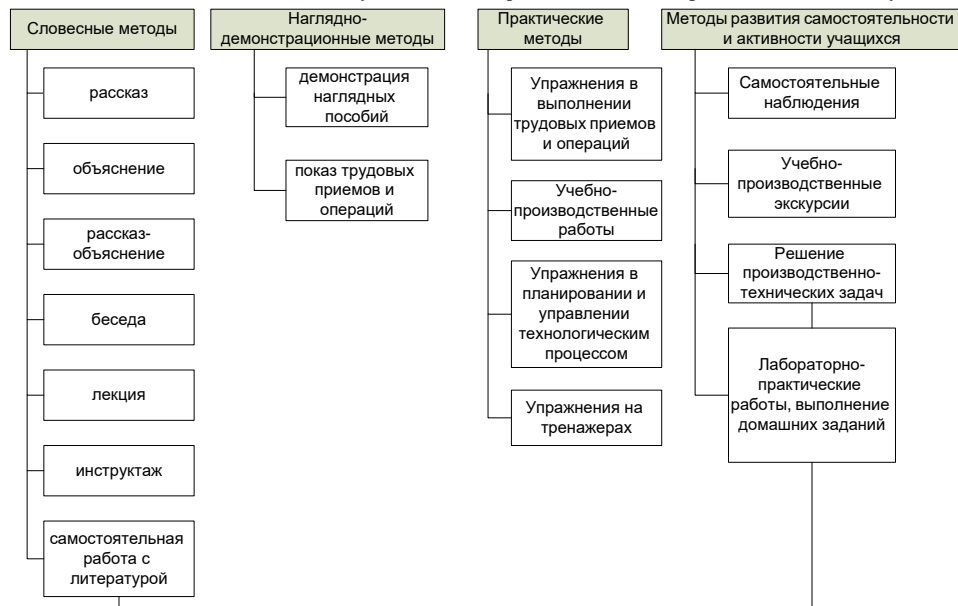 Словесные методы
рассказ
объяснение
рассказ-
объяснение
беседа
лекция
инструктаж
самостоятельная
работа с
литературой
Наглядно-
демонстрационные методы
демонстрация
наглядных
пособий
показ трудовых
приемов и
операций
Практические
методы
Упражнения в
выполнении
трудовых приемов
и операций
Учебно-
производственные
работы
Упражнения в
планировании и
управлении
технологическим
процессом
Упражнения на
тренажерах
Методы развития самостоятельности
и активности учащихся
Самостоятельные
наблюдения
Учебно-
производственные
экскурсии
Решение
производственно-
технических задач
Лабораторно-
практические
работы, выполнение
домашних заданий